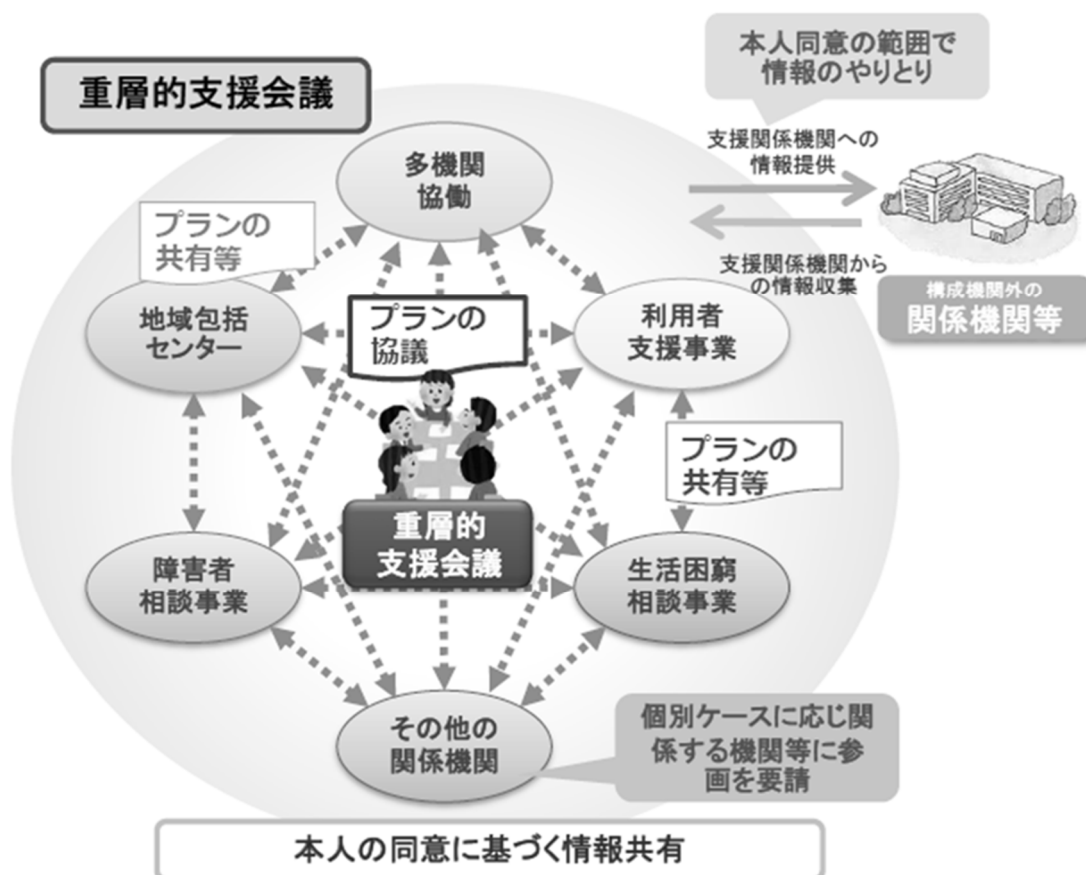 重層的支援会議
本人同意の範囲で
情報のやりとり
多機関
協働
支援関係機関への
情報提供
プランの
共有等
支援関係機関から
の情報収集
構成機関外の
関係機関等
地域包括
センター
プランの
協議
利用者
支援事業
プランの
共有等
重層的
支援会議
障害者
相談事業
生活困窮
相談事業
その他の
関係機関
個別ケースに応じ関
係する機関等に参
画を要請
本人の同意に基づく情報共有